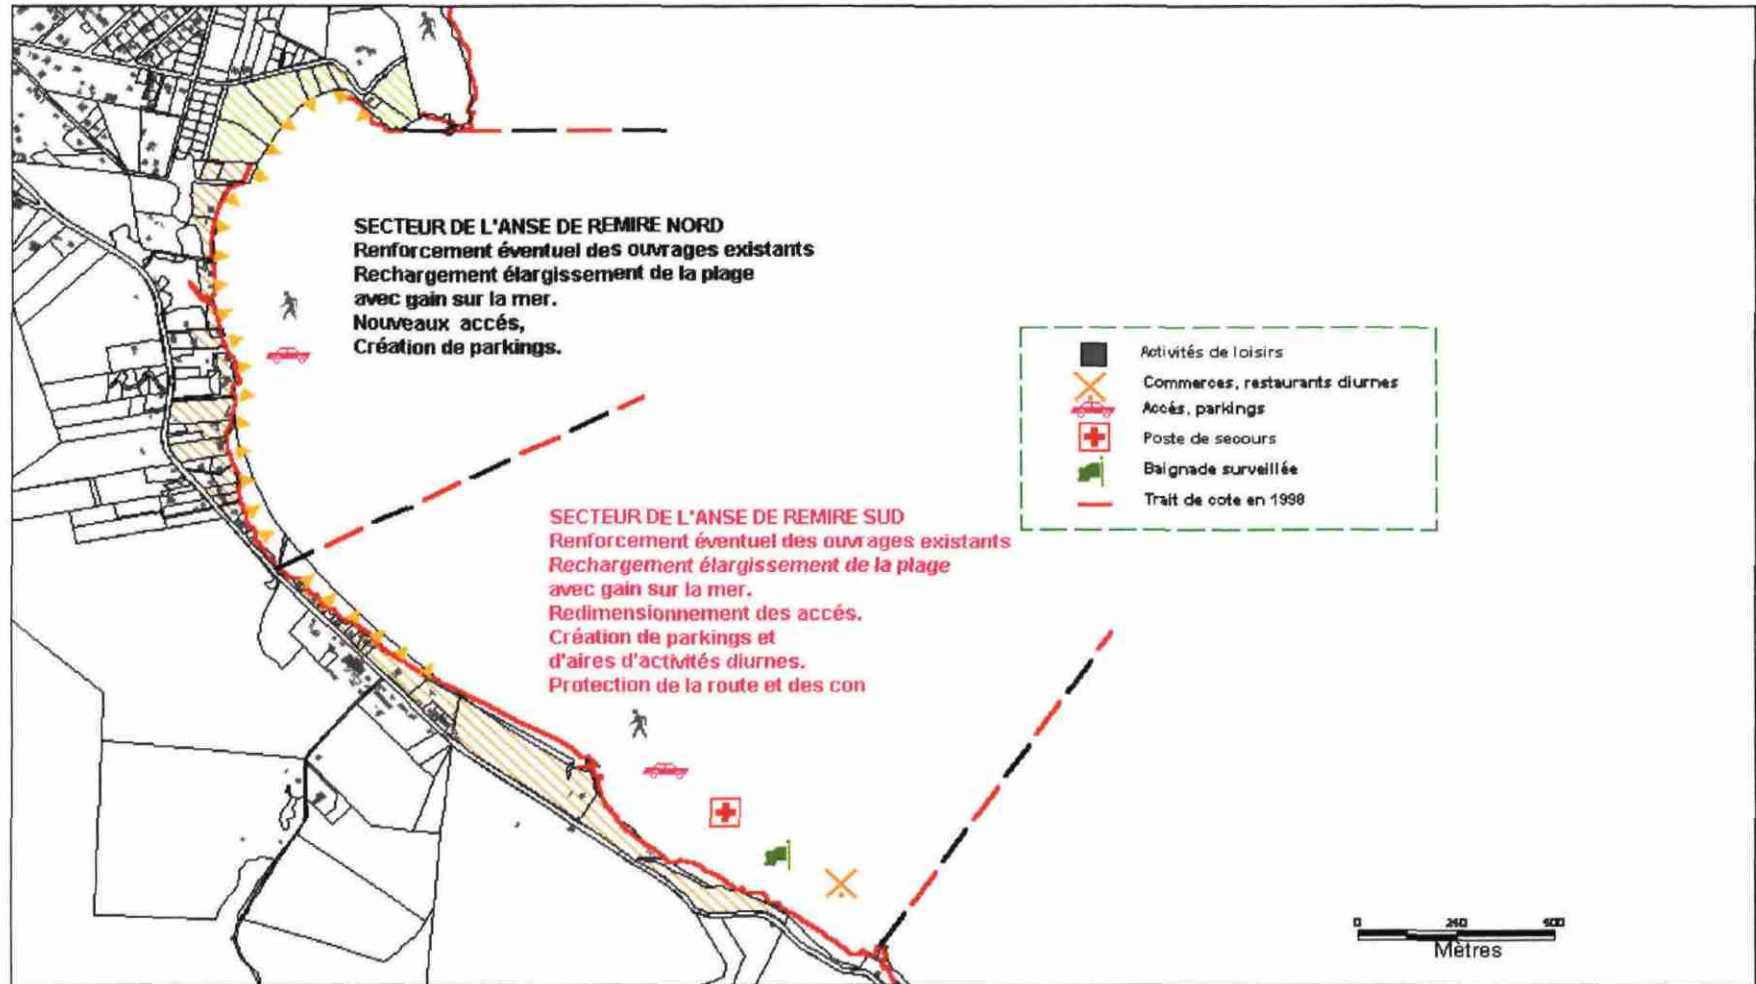 SECTEUR DE L'ANSE DE REMIRE NORD
Renforcement éventuel des ouvrages existants
Rechargement élargissement de la plage
avec gain sur la mer.
Nouveaux accés,
Création de parkings.
Activités de loisirs
Commerces, restaurants diurnes
Accés, parkings
Poste de secours
Baignade surveillée
Trait de cote en 1998
SECTEUR DE L'ANSE DE REMIRE SUD
Renforcement éventuel des ouvrages existants
Rechargement élargissement de la plage
avec gain sur la mer.
Redimensionnement des accés.
Création de parkings et
d'aires d'activités diurnes.
Protection de la route et des con
0 250 500
Mètres